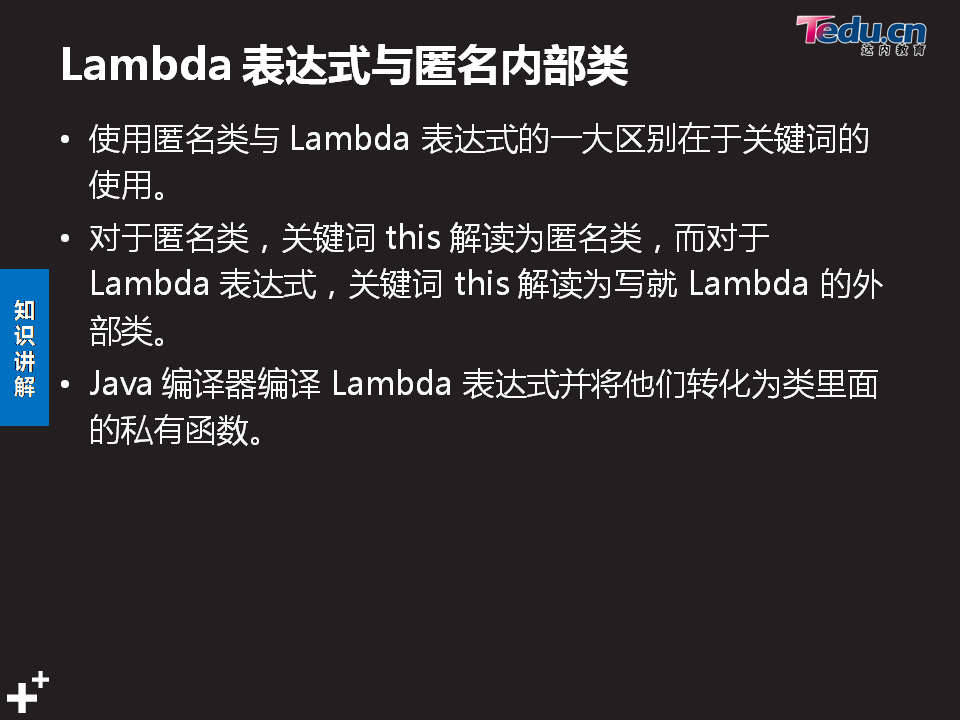 Tedu.cn
达内教育
Lambda 表达式与匿名内部类
• 使用匿名类与 Lambda 表达式的一大区别在于关键词的
使用。
• 对于匿名类，关键词 this 解读为匿名类，而对于
Lambda 表达式，关键词 this 解读为写就 Lambda 的外
部类。
• Java 编译器编译 Lambda 表达式并将他们转化为类里面
的私有函数。
知识讲解